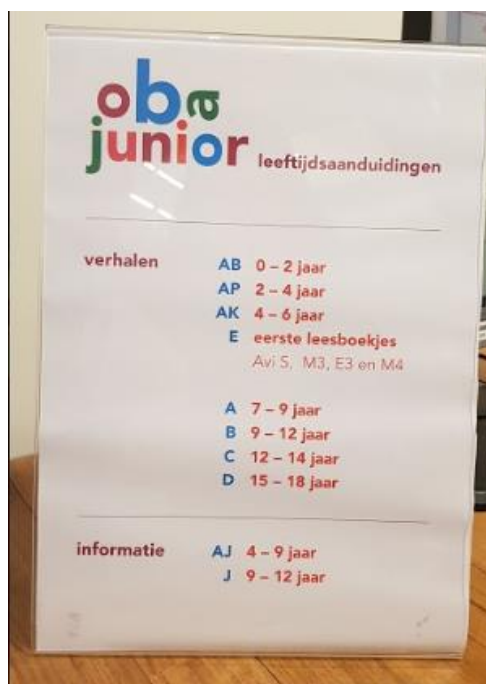 oba
junior leeftijdsaanduidingen
verhalen AB 0 – 2 jaar
AP 2 – 4 jaar
AK 4 – 6 jaar
E eerste leesboekjes
Avi S, M3, E3 en M4
A 7 – 9 jaar
B 9 – 12 jaar
C 12 – 14 jaar
D 15 – 18 jaar
informatie AJ 4 – 9 jaar
J 9 – 12 jaar